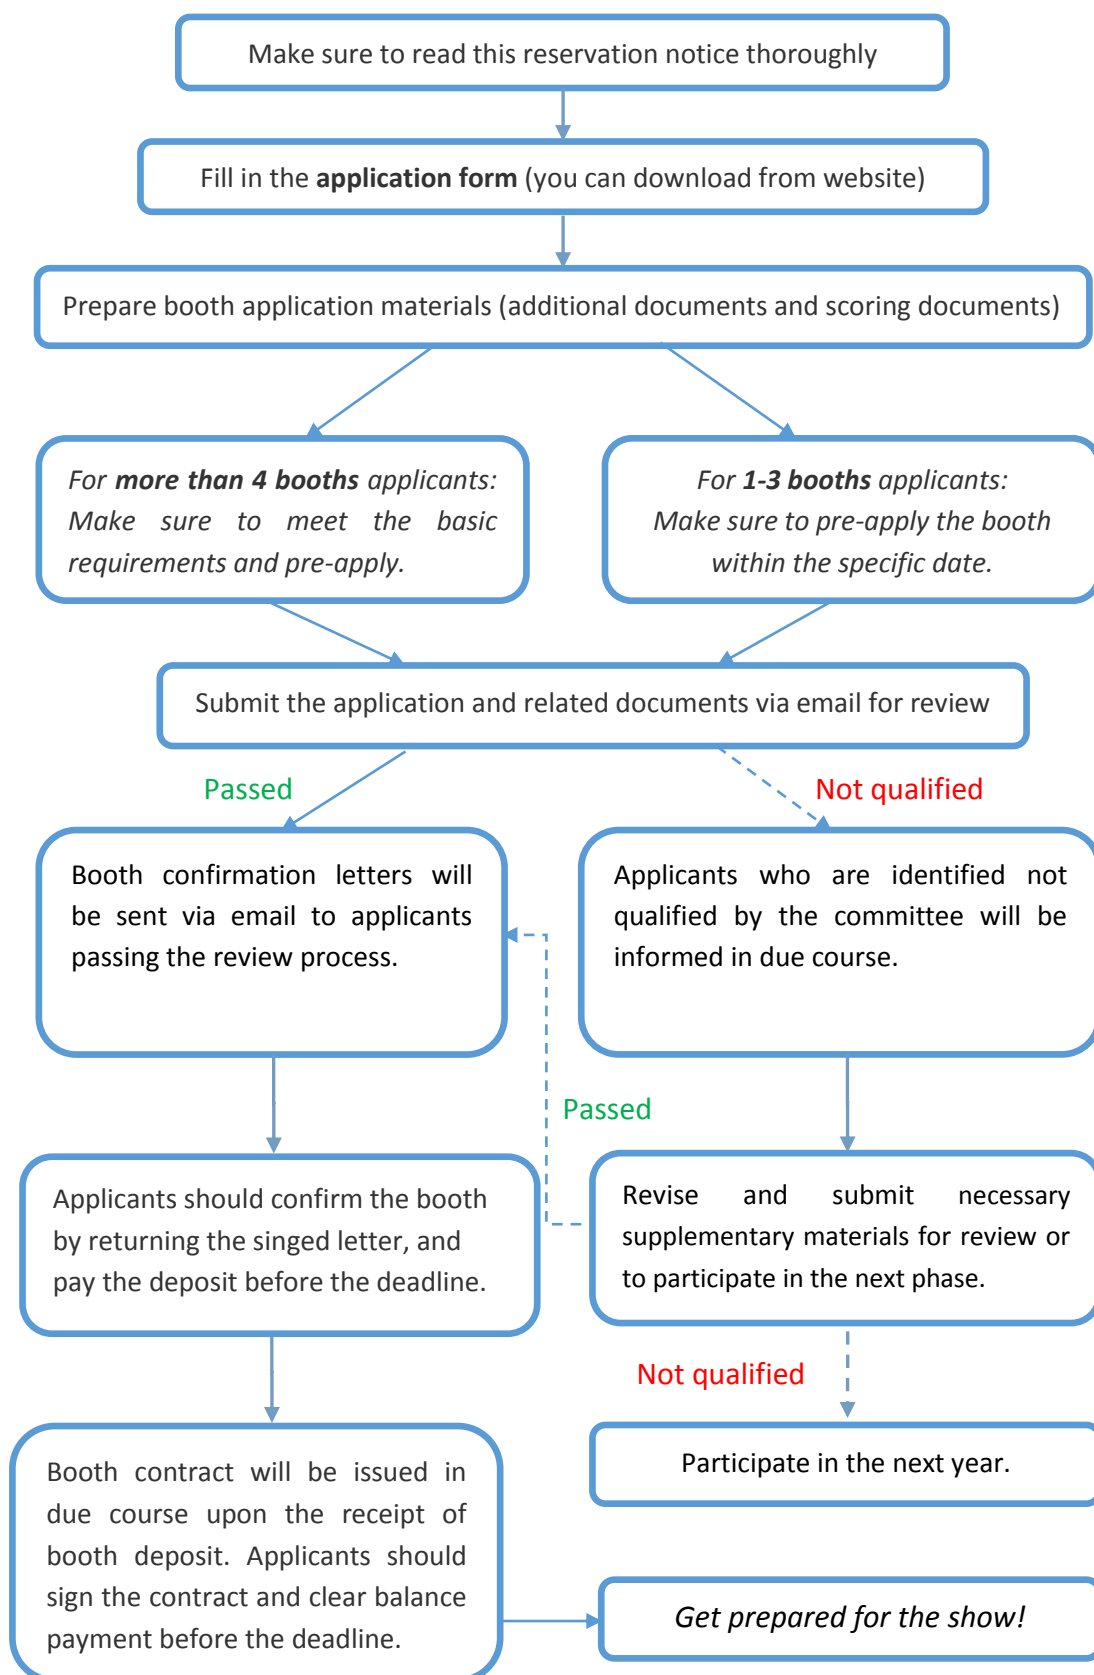 Make sure to read this reservation notice thoroughly
Fill in the application form (you can download from website)
Prepare booth application materials (additional documents and scoring documents)
For more than 4 booths applicants:
Make sure to meet the basic
requirements and pre-apply.
For 1-3 booths applicants:
Make sure to pre-apply the booth
within the specific date.
Submit the application and related documents via email for review
Passed
Not qualified
Booth confirmation letters will
be sent via email to applicants
passing the review process.
Applicants who are identified not
qualified by the committee will be
informed in due course.
Passed
Applicants should confirm the booth
by returning the singed letter, and
pay the deposit before the deadline.
Revise and submit necessary
supplementary materials for review or
to participate in the next phase.
Not qualified
Booth contract will be issued in
due course upon the receipt of
booth deposit. Applicants should
sign the contract and clear balance
payment before the deadline.
Participate in the next year.
Get prepared for the show!